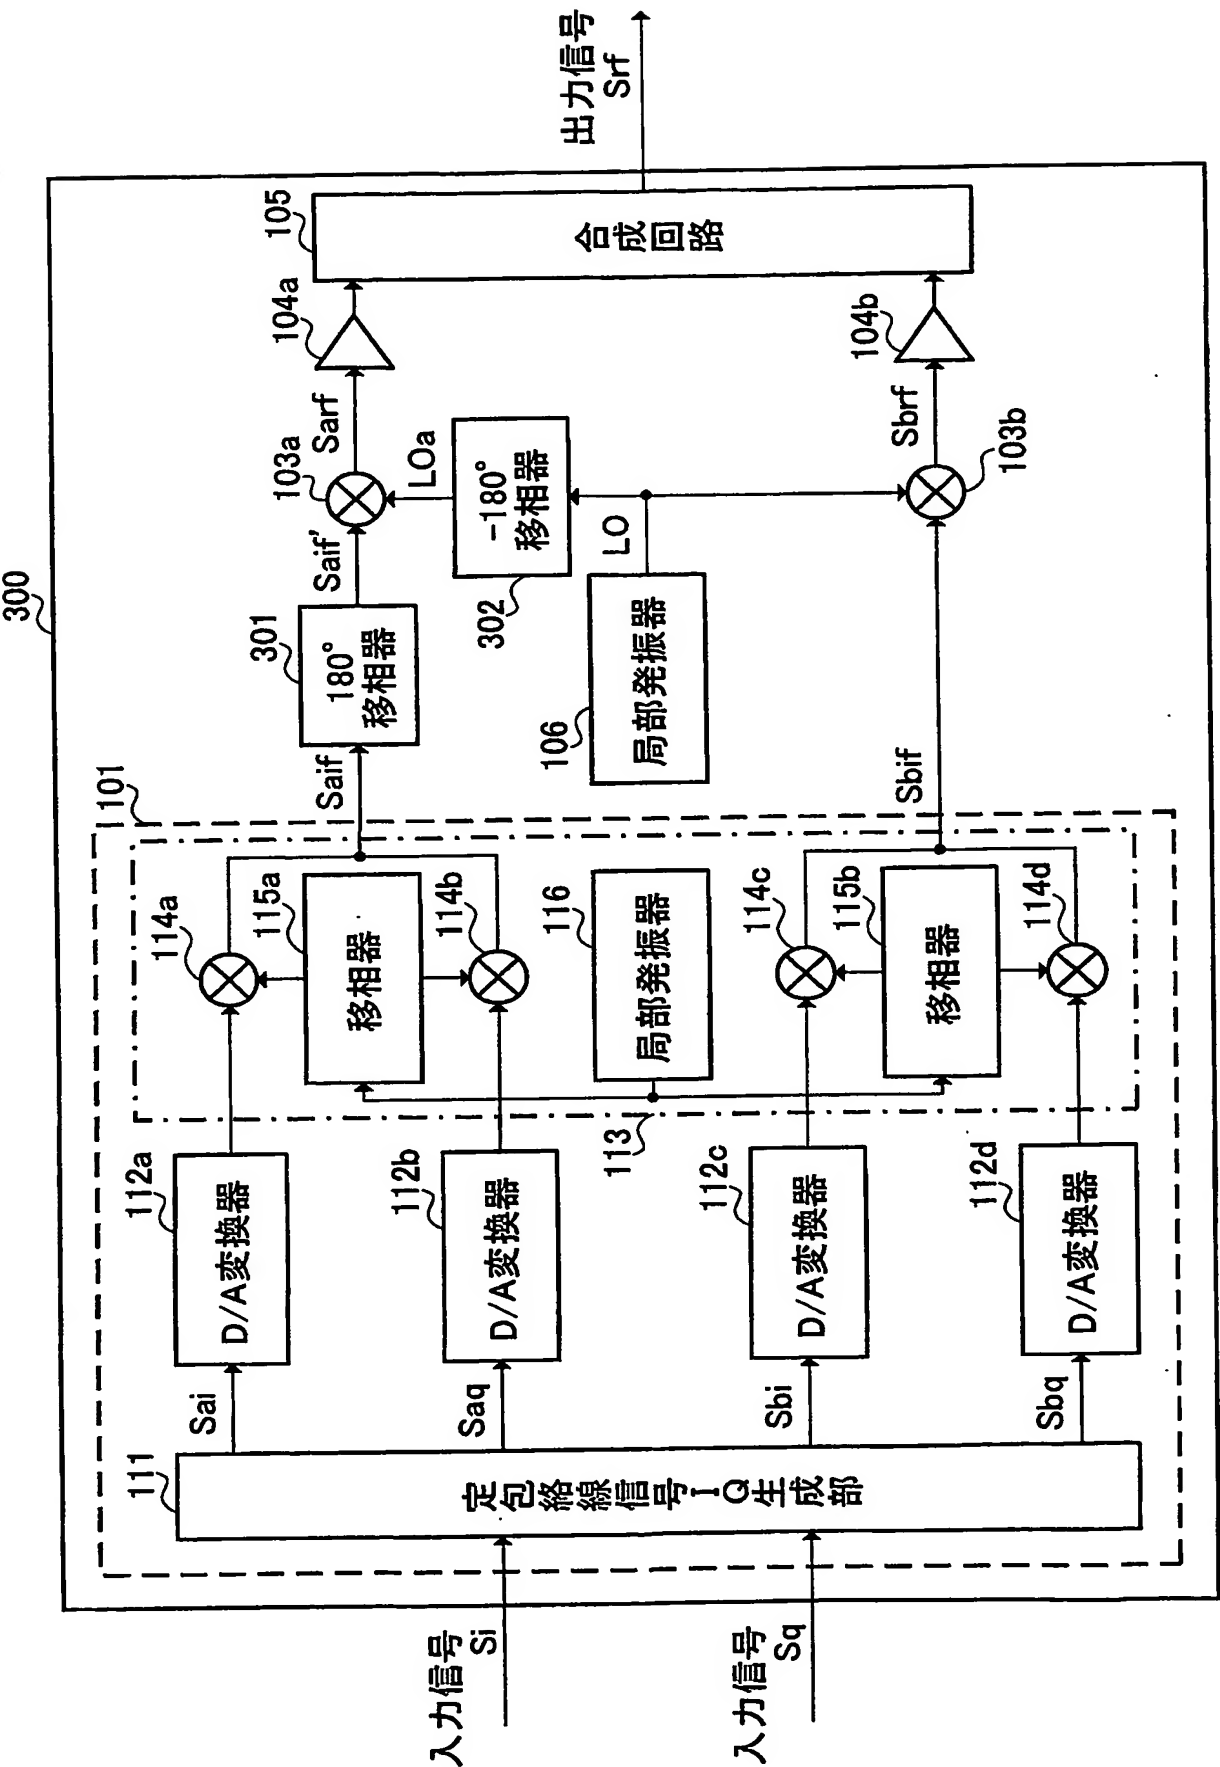 300
入力信号
Si
入力信号
Sq
111
定包絡線信号IQ生成部
Sai
Saq
Sbi
Sbq
112a
D/A変換器
112b
D/A変換器
112c
D/A変換器
112d
D/A変換器
101
113
114a
115a
移相器
114b
116
局部発振器
114c
115b
移相器
114d
Saif
Sbif
301
180°
移相器
Saif'
106
局部発振器
LO
302
-180°
移相器
LOa
103a
Sarf
103b
Sbrf
104a
104b
105
合成回路
出力信号
Srf